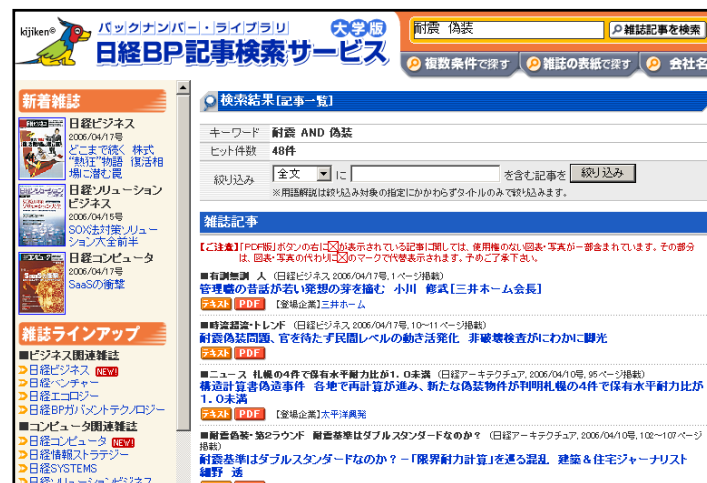 kijiken® バックナンバー・ライブラリ 大学版
日経BP記事検索サービス
耐震 偽装
雑誌記事を検索
複数条件で探す 雑誌の表紙で探す 会社名
新着雑誌
日経ビジネス
2006/04/17号
どこまで続く 株式
“熱狂”物語 復活相
場に潜む罠
日経ソリューション
ビジネス
2006/04/15号
SOX法対策ソリュー
ション大全前半
日経コンピュータ
2006/04/17号
SaaSの衝撃
雑誌ラインアップ
■ビジネス関連雑誌
日経ビジネス NEW!
日経ベンチャー
日経エコロジー
日経BPガバメントテクノロジー
■コンピュータ関連雑誌
日経コンピュータ NEW!
日経情報ストラテジー
日経SYSTEMS
日経ソリューションビジネス
検索結果[記事一覧]
キーワード 耐震 AND 偽装
ヒット件数 48件
絞り込み 全文 に を含む記事を 絞り込み
※用語解説は絞り込み対象の指定にかかわらずタイトルのみで絞り込みます。
雑誌記事
【ご注意】「PDF版」ボタンの右に が表示されている記事に関しては、使用権のない図表・写真が一部含まれています。その部分
は、図表・写真の代わりに のマークで代替表示されます。予めご了承下さい。
■有訓無訓 人 (日経ビジネス, 2006/04/17号, 1ページ掲載)
管理職の昔話が若い発想の芽を摘む 小川 修武[三井ホーム会長]
テキスト PDF 【登場企業】三井ホーム
■時流超流・トレンド (日経ビジネス, 2006/04/17号, 10~11ページ掲載)
耐震偽装問題、官を待たず民間レベルの動き活発化 非破壊検査がにわかに脚光
テキスト PDF
■ニュース 札幌の4件で保有水平耐力比が1.0未満 (日経アーキテクチュア, 2006/04/10号, 95ページ掲載)
構造計算書偽造事件 各地で再計算が進み、新たな偽装物件が判明札幌の4件で保有水平耐力比が
1.0未満
テキスト PDF 【登場企業】太平洋興発
■耐震偽装・第2ラウンド 耐震基準はダブルスタンダードなのか? (日経アーキテクチュア, 2006/04/10号, 102~107ページ
掲載)
耐震基準はダブルスタンダードなのか?-「限界耐力計算」を巡る混乱 建築&住宅ジャーナリスト
細野 透